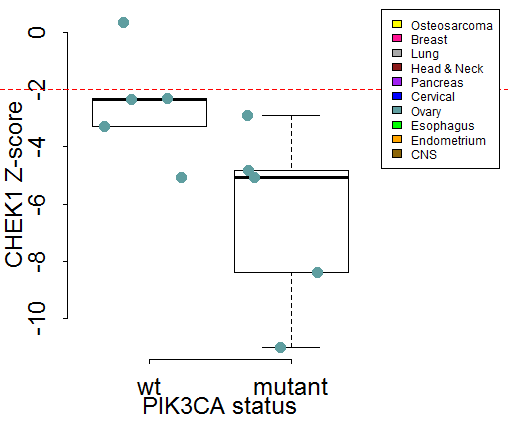 0
-2
-4
-6
-8
-10
CHEK1 Z-score
wt mutant
PIK3CA status
Osteosarcoma
Breast
Lung
Head & Neck
Pancreas
Cervical
Ovary
Esophagus
Endometrium
CNS